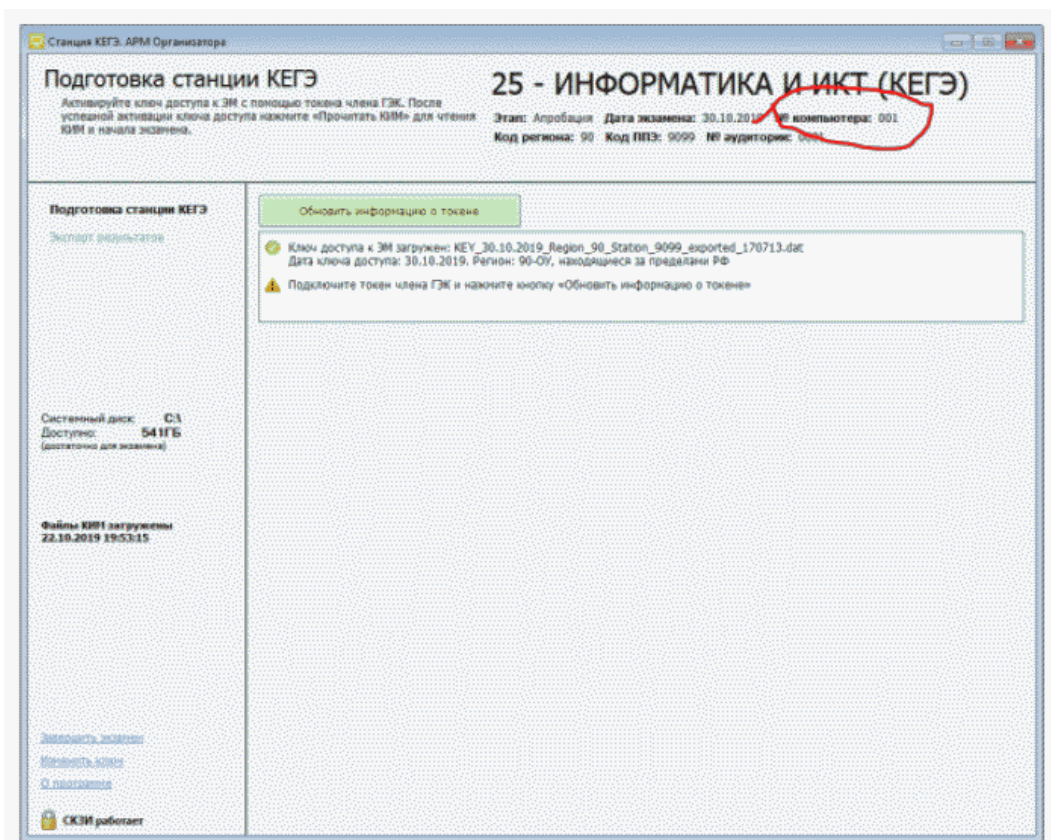 Станция КЕГЭ. АРМ Организатора
Подготовка станции КЕГЭ
Активируйте ключ доступа к ЭМ с помощью токена члена ГЭК. После
успешной активации ключа доступа нажмите «Прочитать КИМ» для чтения
КИМ и начала экзамена.
25 - ИНФОРМАТИКА И ИКТ (КЕГЭ)
Этап: Апробация Дата экзамена: 30.10.2019 № компьютера: 001
Код региона: 90 Код ППЭ: 9099 № аудитории:
Подготовка станции КЕГЭ
Экспорт результатов
Обновить информацию о токене
Ключ доступа к ЭМ загружен: KEY_30.10.2019_Region_90_Station_9099_exported_170713.dat
Дата ключа доступа: 30.10.2019. Регион: 90-ОУ, находящиеся за пределами РФ
Подключите токен члена ГЭК и нажмите кнопку «Обновить информацию о токене»
Системный диск: C:\
Доступно: 541ГБ
(достаточно для экзамена)
Файлы КИМ загружены
22.10.2019 19:53:15
Завершить экзамен
Изменить ключ
О программе
СКЗИ работает